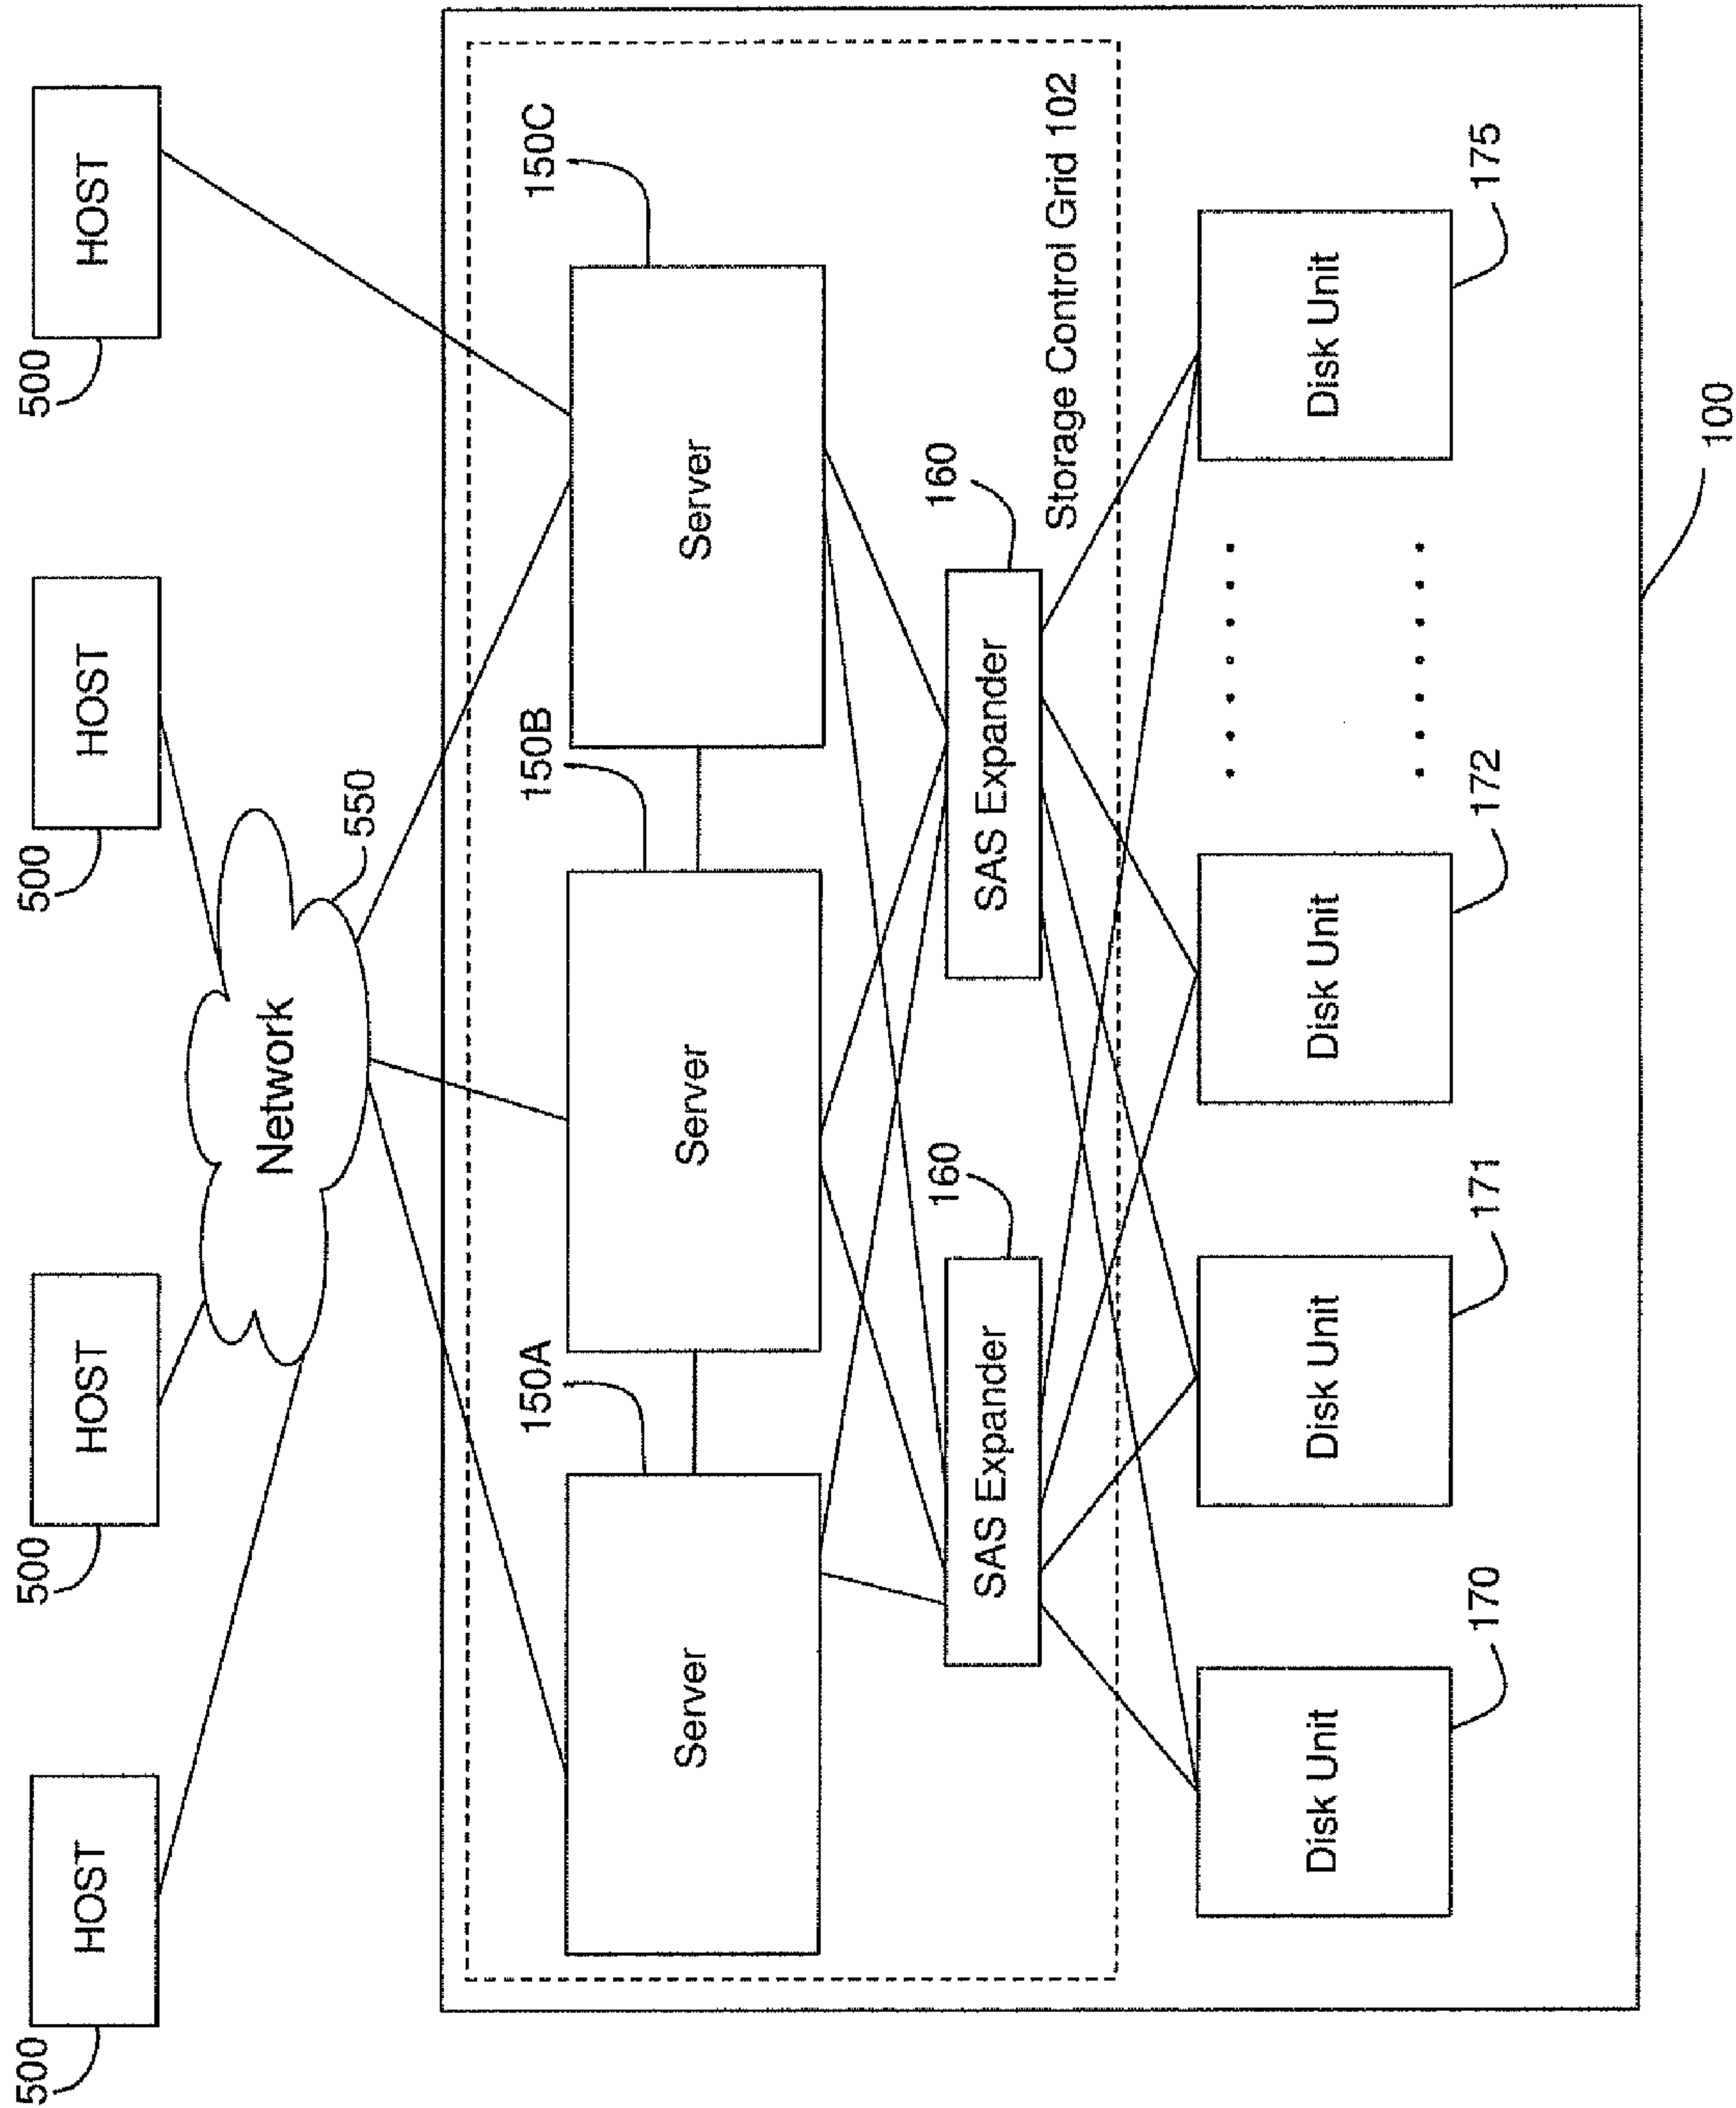 500
HOST
500
HOST
500
HOST
500
HOST
Network
550
150A
150B
150C
Server
Server
Server
160
160
SAS Expander
SAS Expander
Storage Control Grid 102
Disk Unit
Disk Unit
Disk Unit
Disk Unit
170
171
172
175
100